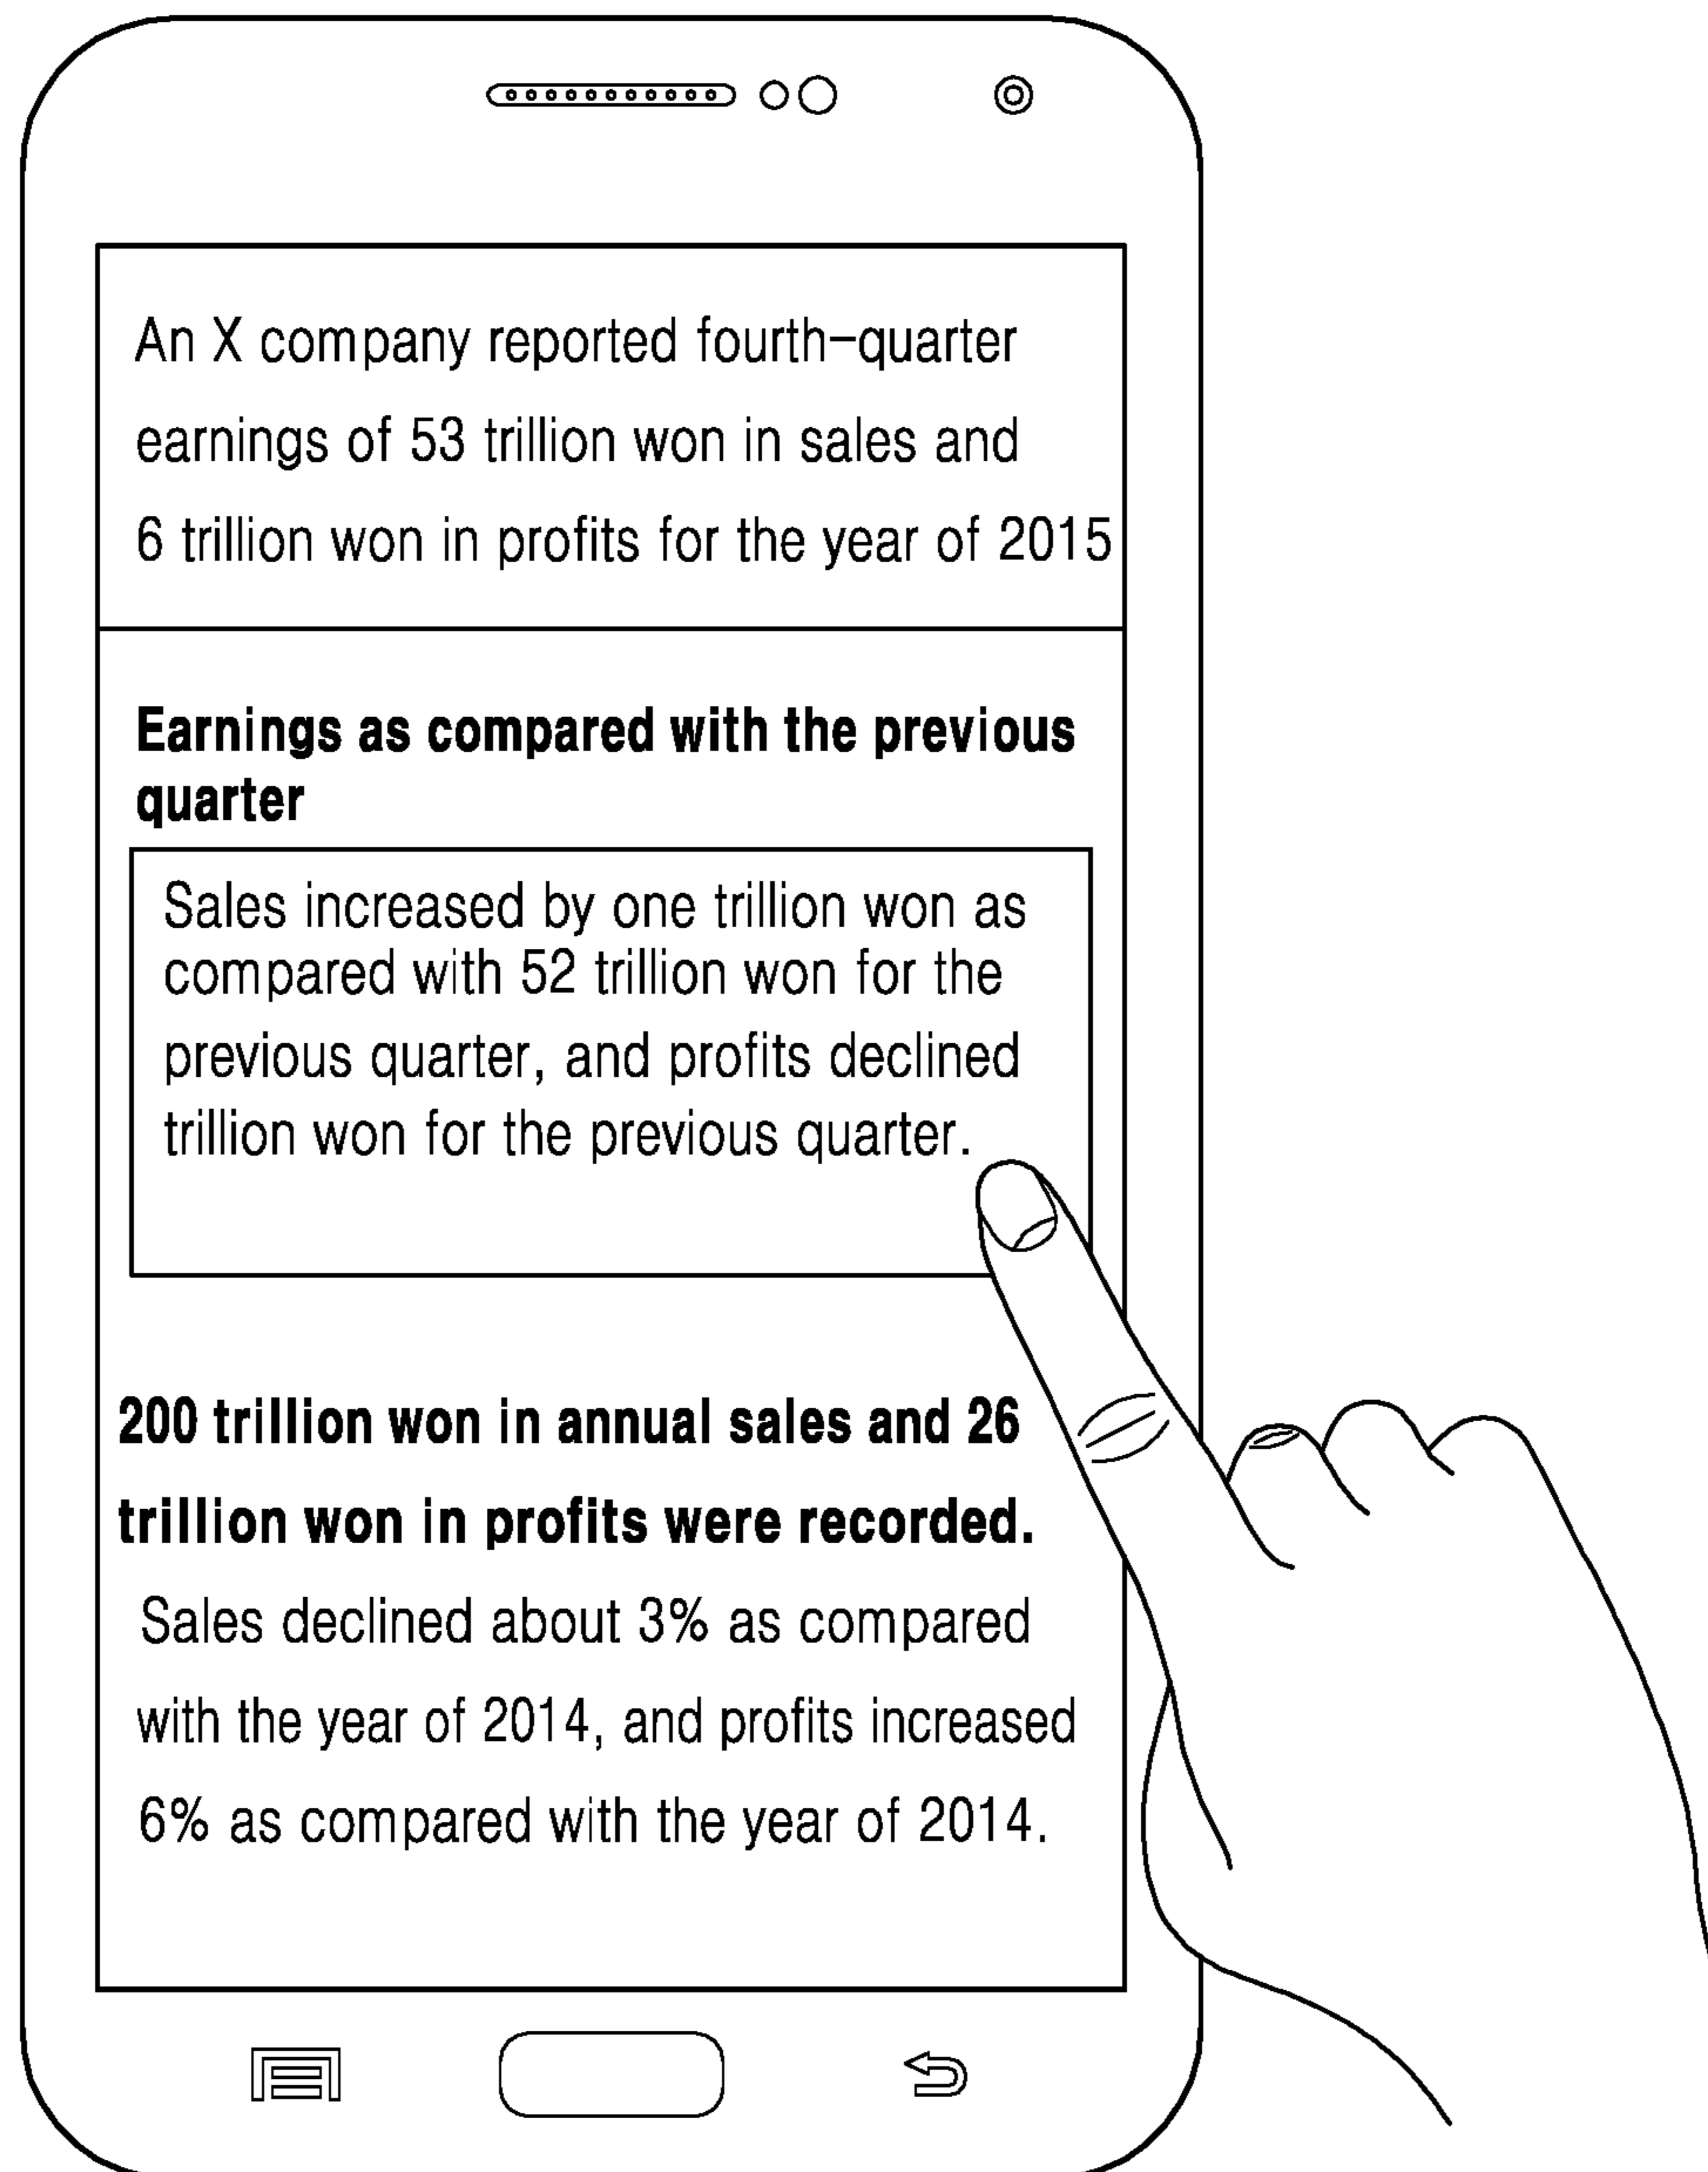 An X company reported fourth-quarter
earnings of 53 trillion won in sales and
6 trillion won in profits for the year of 2015
Earnings as compared with the previous
quarter
Sales increased by one trillion won as
compared with 52 trillion won for the
previous quarter, and profits declined
trillion won for the previous quarter.
200 trillion won in annual sales and 26
trillion won in profits were recorded.
Sales declined about 3% as compared
with the year of 2014, and profits increased
6% as compared with the year of 2014.